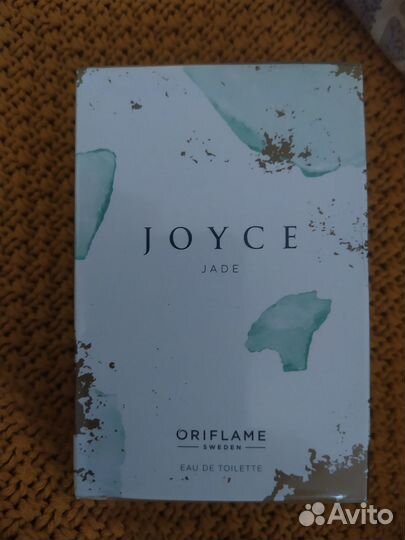 JOYCE
JADE
ORIFLAME
SWEDEN
EAU DE TOILETTE
Avito